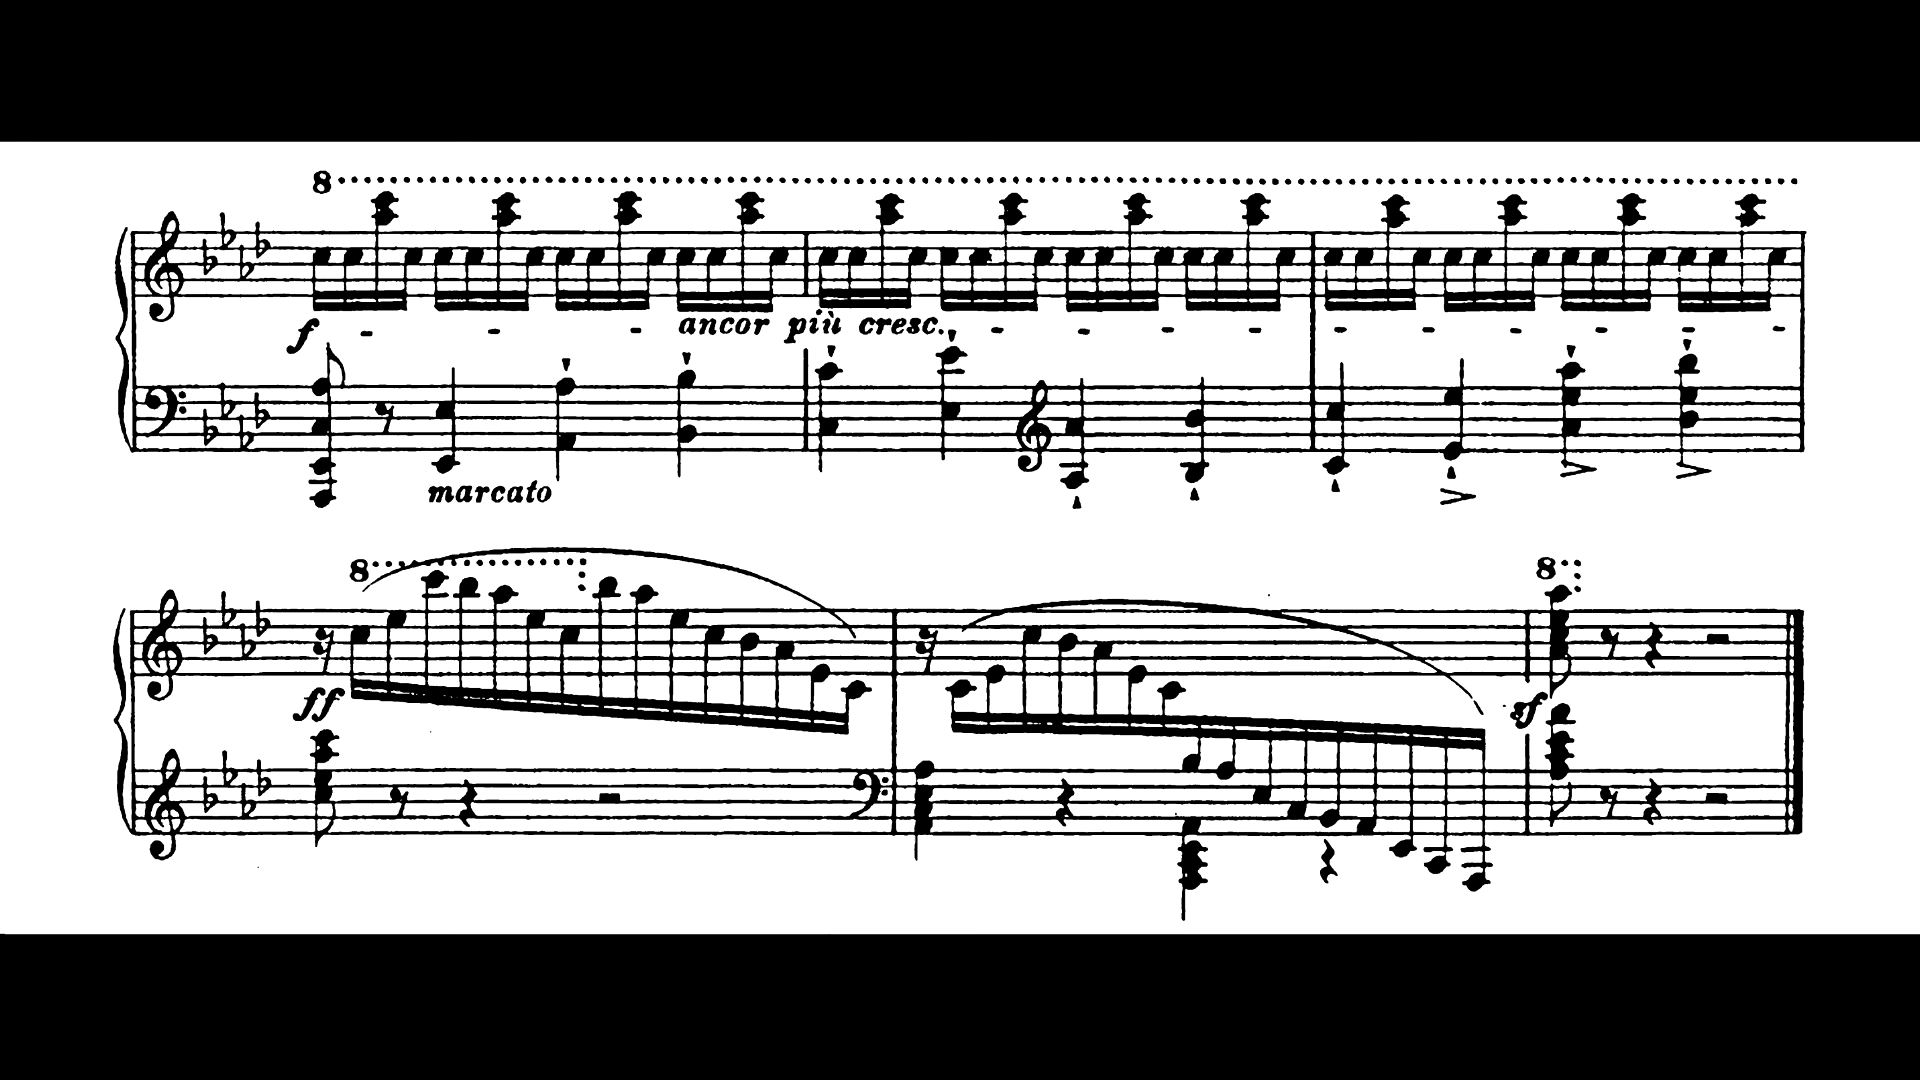 8
f - - - ancor più cresc. - - - - - - - - -
marcato
8 8
ff sf